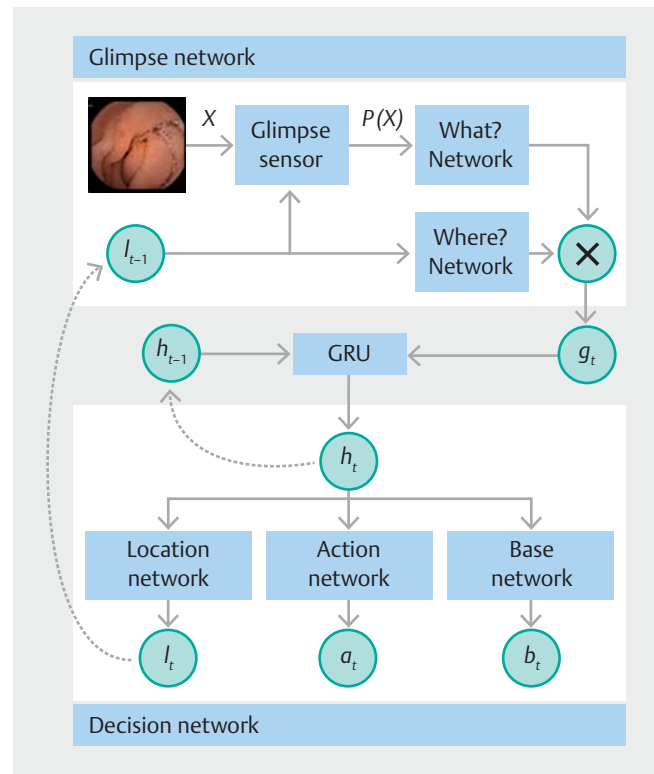 Glimpse network
X
Glimpse
sensor
P(X)
What?
Network
l_{t–1}
Where?
Network
×
h_{t–1}
GRU
g_t
h_t
Location
network
Action
network
Base
network
l_t
a_t
b_t
Decision network